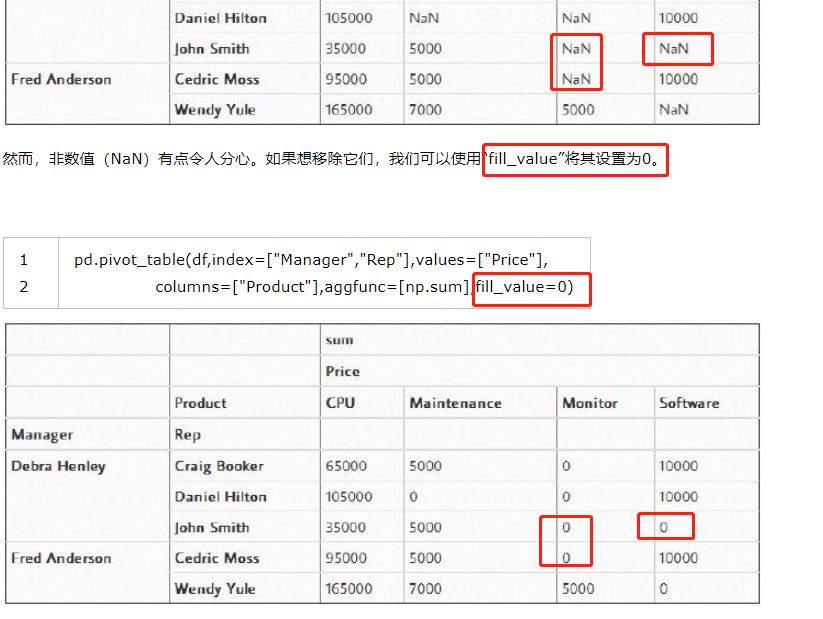 Daniel Hilton 105000 NaN NaN 10000
John Smith 35000 5000 NaN NaN
Fred Anderson Cedric Moss 95000 5000 NaN 10000
Wendy Yule 165000 7000 5000 NaN
然而，非数值（NaN）有点令人分心。如果想移除它们，我们可以使用“fill_value”将其设置为0。
1 pd.pivot_table(df,index=["Manager","Rep"],values=["Price"],
2 columns=["Product"],aggfunc=[np.sum],fill_value=0)
sum
Price
Product CPU Maintenance Monitor Software
Manager Rep
Debra Henley Craig Booker 65000 5000 0 10000
Daniel Hilton 105000 0 0 10000
John Smith 35000 5000 0 0
Fred Anderson Cedric Moss 95000 5000 0 10000
Wendy Yule 165000 7000 5000 0